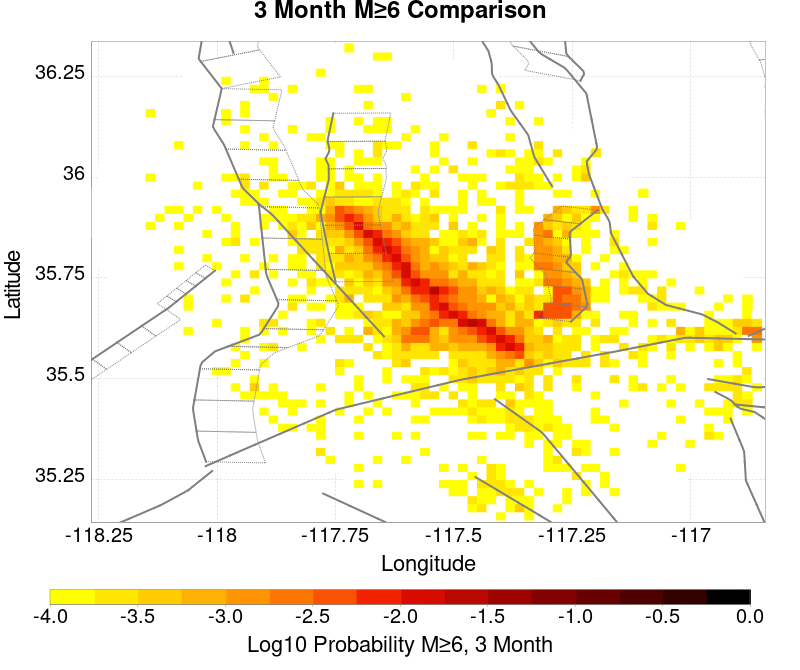 3 Month M≥6 Comparison
36.25
36
35.75
35.5
35.25
Latitude
-118.25 -118 -117.75 -117.5 -117.25 -117
Longitude
-4.0 -3.5 -3.0 -2.5 -2.0 -1.5 -1.0 -0.5 0.0
Log10 Probability M≥6, 3 Month